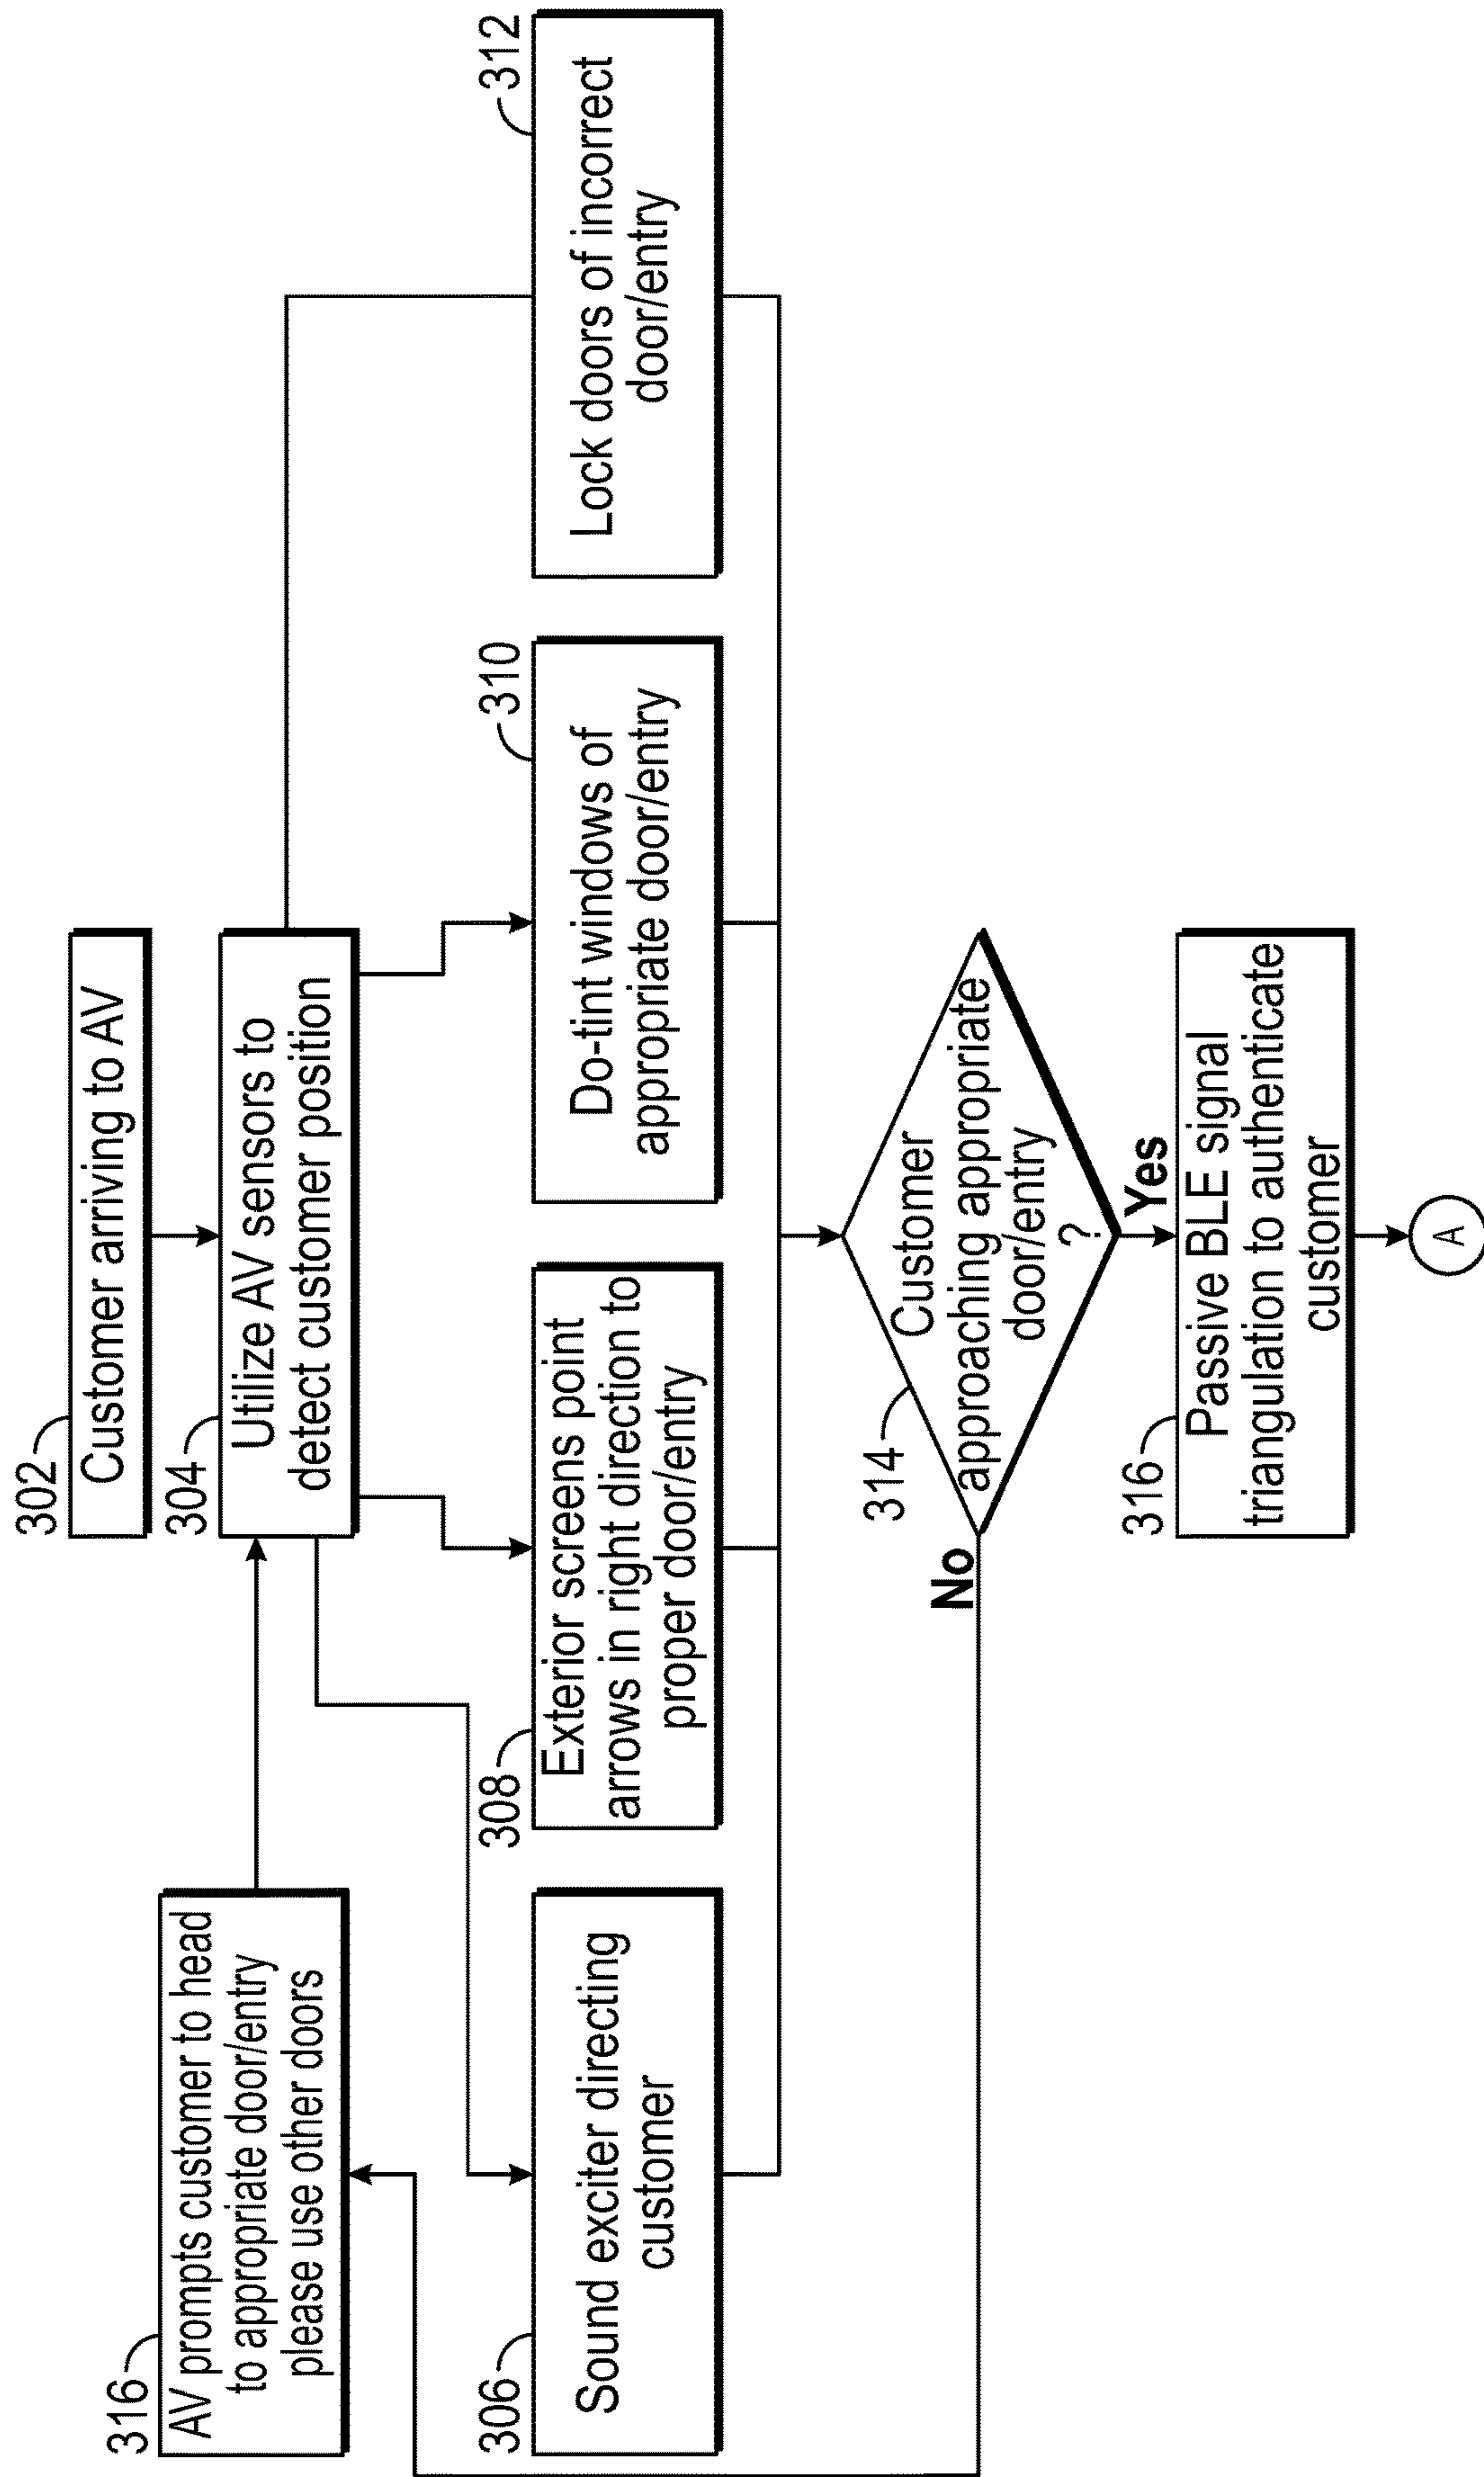 302
Customer arriving to AV
304
Utilize AV sensors to
detect customer position
316
AV prompts customer to head
to appropriate door/entry
please use other doors
306
Sound exciter directing
customer
308
Exterior screens point
arrows in right direction to
proper door/entry
310
Do-tint windows of
appropriate door/entry
312
Lock doors of incorrect
door/entry
314
Customer
approaching appropriate
door/entry
?
No
Yes
316
Passive BLE signal
triangulation to authenticate
customer
A